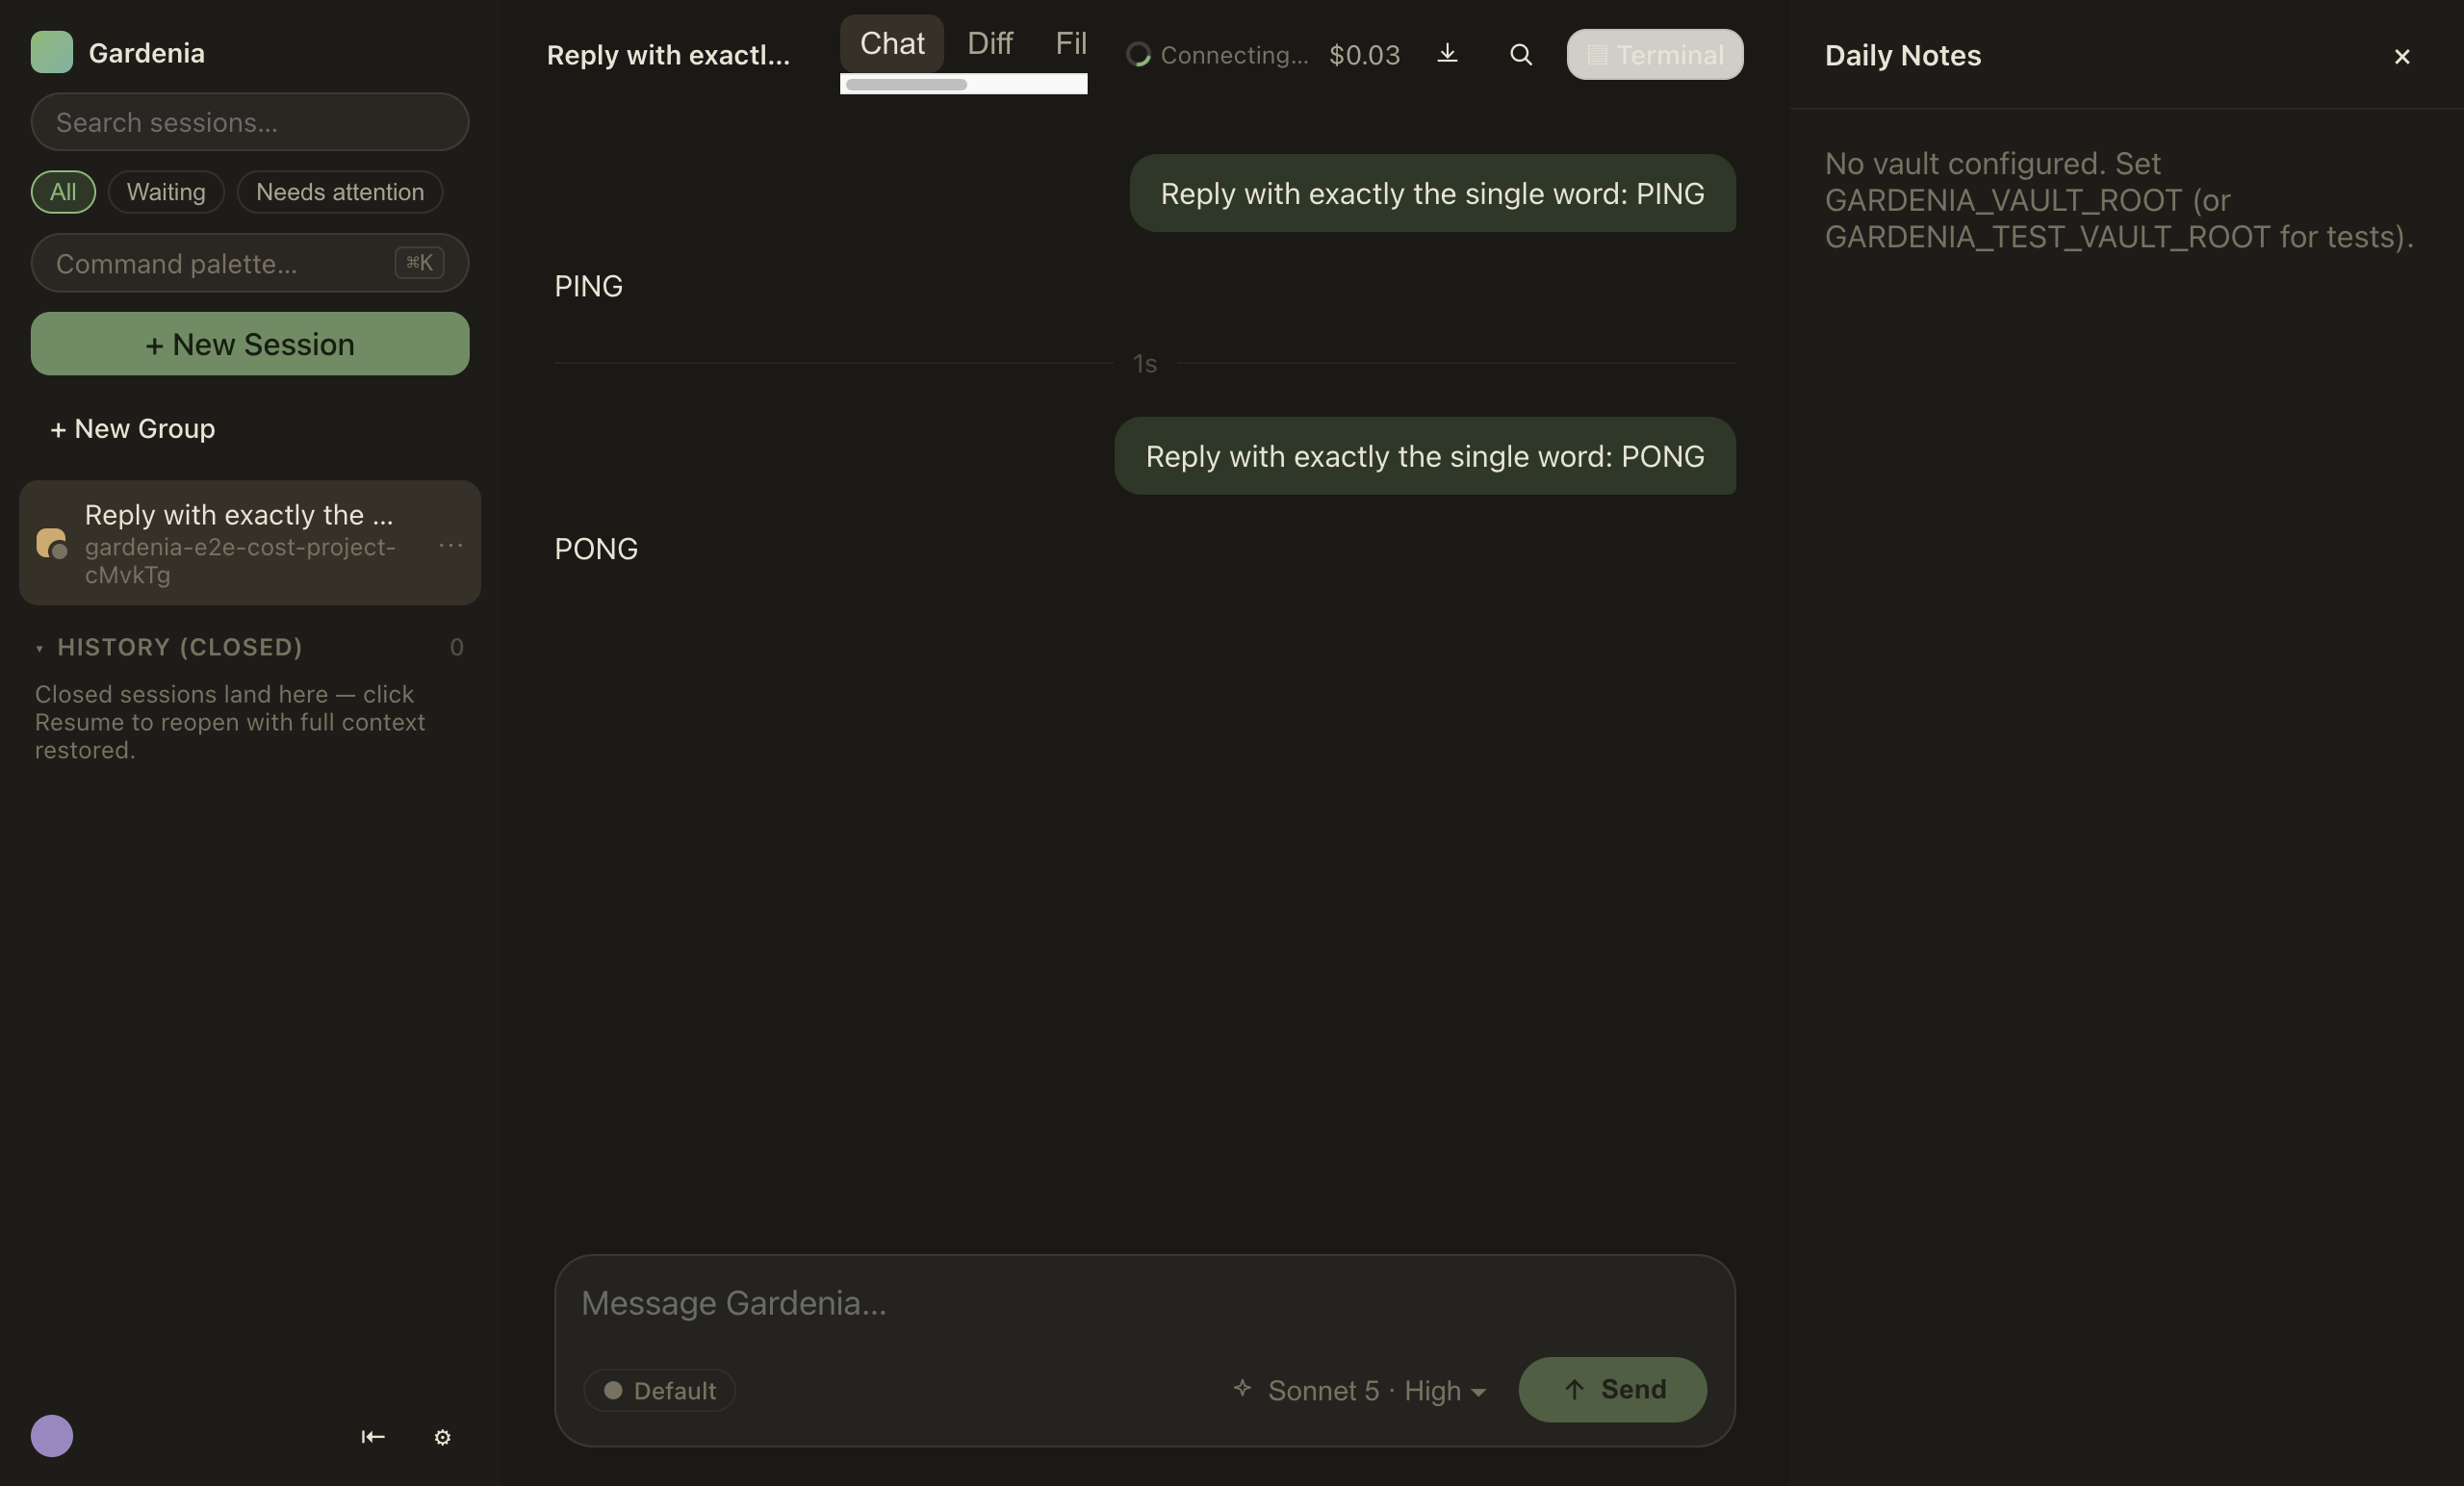 Gardenia
Search sessions...
All
Waiting
Needs attention
Command palette...
⌘K
+ New Session
+ New Group
Reply with exactly the ...
gardenia-e2e-cost-project-
cMvkTg
HISTORY (CLOSED)
0
Closed sessions land here — click
Resume to reopen with full context
restored.
Reply with exactl...
Chat
Diff
Fil
Connecting...
$0.03
Terminal
Reply with exactly the single word: PING
PING
1s
Reply with exactly the single word: PONG
PONG
Message Gardenia...
Default
Sonnet 5 · High
Send
Daily Notes
No vault configured. Set
GARDENIA_VAULT_ROOT (or
GARDENIA_TEST_VAULT_ROOT for tests).